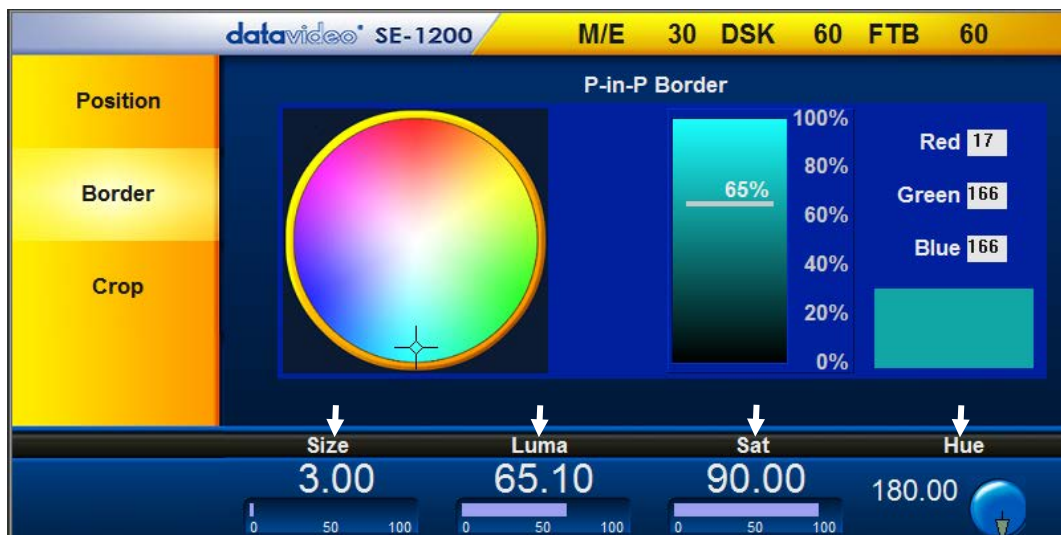 datavideo SE-1200 M/E 30 DSK 60 FTB 60
P-in-P Border
Position
Border
Crop
100%
80%
65%
60%
40%
20%
0%
Red 17
Green 166
Blue 166
Size Luma Sat Hue
3.00 65.10 90.00 180.00
0 50 100 0 50 100 0 50 100